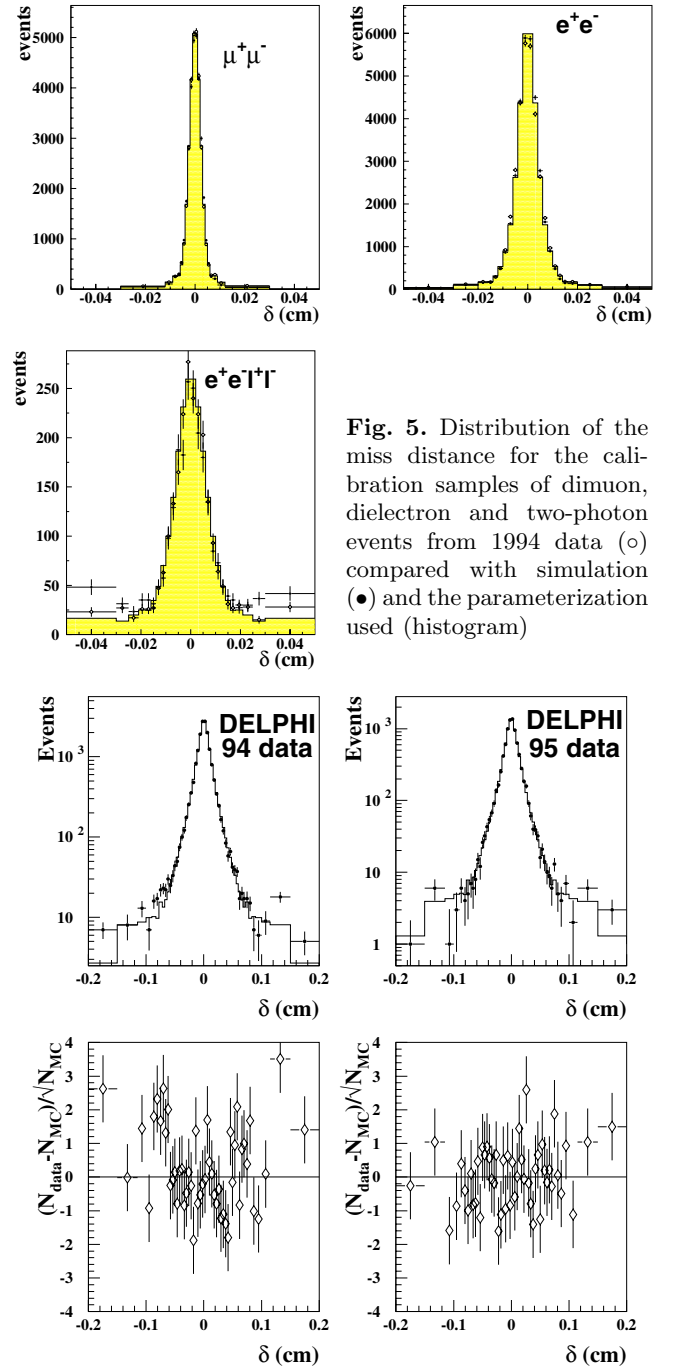 events
μ⁺μ⁻
5000
4000
3000
2000
1000
0
-0.04 -0.02 0 0.02 0.04
δ (cm)
events
e⁺e⁻
6000
5000
4000
3000
2000
1000
0
-0.04 -0.02 0 0.02 0.04
δ (cm)
events
e⁺e⁻l⁺l⁻
250
200
150
100
50
0
-0.04 -0.02 0 0.02 0.04
δ (cm)
Fig. 5. Distribution of the
miss distance for the cali-
bration samples of dimuon,
dielectron and two-photon
events from 1994 data (○)
compared with simulation
(●) and the parameterization
used (histogram)
Events
DELPHI
94 data
10 3
10 2
10
-0.2 -0.1 0 0.1 0.2
δ (cm)
Events
DELPHI
95 data
10 3
10 2
10
1
-0.2 -0.1 0 0.1 0.2
δ (cm)
(N_data-N_MC)/√N_MC
4
3
2
1
0
-1
-2
-3
-4
-0.2 -0.1 0 0.1 0.2
δ (cm)
(N_data-N_MC)/√N_MC
4
3
2
1
0
-1
-2
-3
-4
-0.2 -0.1 0 0.1 0.2
δ (cm)